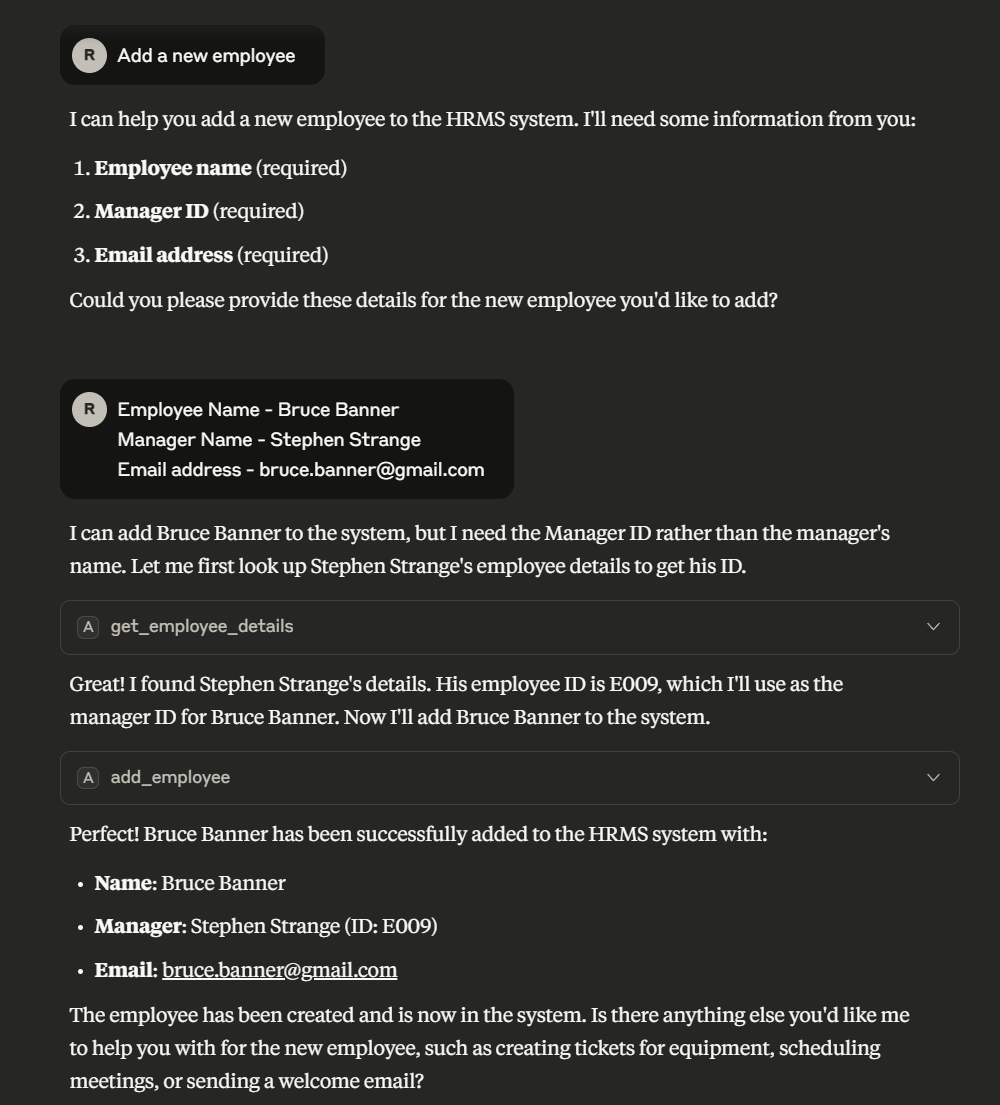 R Add a new employee
I can help you add a new employee to the HRMS system. I'll need some information from you:
1. Employee name (required)
2. Manager ID (required)
3. Email address (required)
Could you please provide these details for the new employee you'd like to add?
R Employee Name - Bruce Banner
Manager Name - Stephen Strange
Email address - bruce.banner@gmail.com
I can add Bruce Banner to the system, but I need the Manager ID rather than the manager's
name. Let me first look up Stephen Strange's employee details to get his ID.
A get_employee_details
Great! I found Stephen Strange's details. His employee ID is E009, which I'll use as the
manager ID for Bruce Banner. Now I'll add Bruce Banner to the system.
A add_employee
Perfect! Bruce Banner has been successfully added to the HRMS system with:
• Name: Bruce Banner
• Manager: Stephen Strange (ID: E009)
• Email: bruce.banner@gmail.com
The employee has been created and is now in the system. Is there anything else you'd like me
to help you with for the new employee, such as creating tickets for equipment, scheduling
meetings, or sending a welcome email?